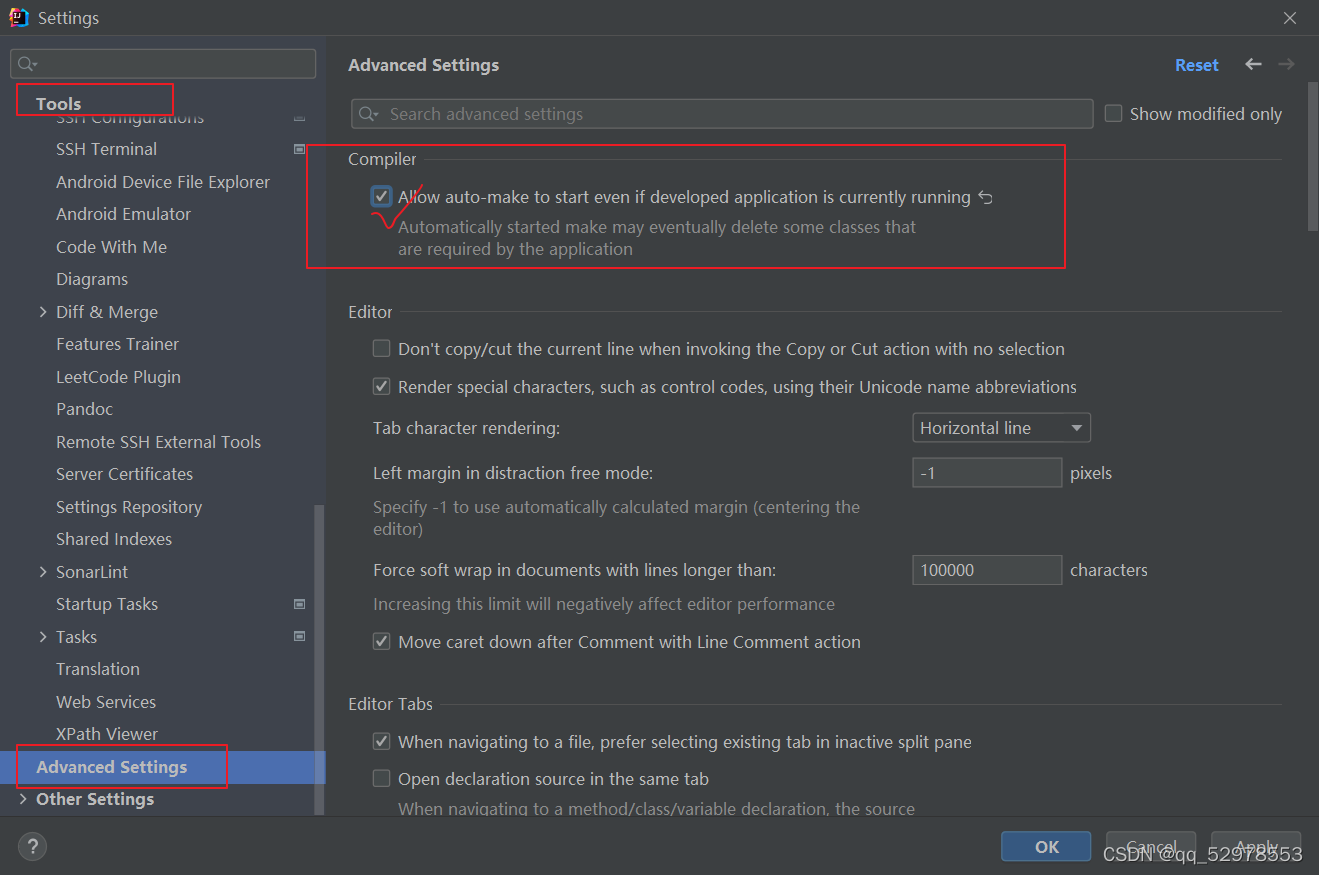 Settings
Advanced Settings
Reset
Tools
SSH Configurations
Search advanced settings
Show modified only
SSH Terminal
Android Device File Explorer
Android Emulator
Code With Me
Diagrams
Diff & Merge
Features Trainer
LeetCode Plugin
Pandoc
Remote SSH External Tools
Server Certificates
Settings Repository
Shared Indexes
SonarLint
Startup Tasks
Tasks
Translation
Web Services
XPath Viewer
Advanced Settings
Other Settings
Compiler
Allow auto-make to start even if developed application is currently running
Automatically started make may eventually delete some classes that
are required by the application
Editor
Don't copy/cut the current line when invoking the Copy or Cut action with no selection
Render special characters, such as control codes, using their Unicode name abbreviations
Tab character rendering: Horizontal line
Left margin in distraction free mode: -1 pixels
Specify -1 to use automatically calculated margin (centering the
editor)
Force soft wrap in documents with lines longer than: 100000 characters
Increasing this limit will negatively affect editor performance
Move caret down after Comment with Line Comment action
Editor Tabs
When navigating to a file, prefer selecting existing tab in inactive split pane
Open declaration source in the same tab
When navigating to a method/class/variable declaration, the source
?
OK
Cancel
Apply
CSDN @qq_52978553